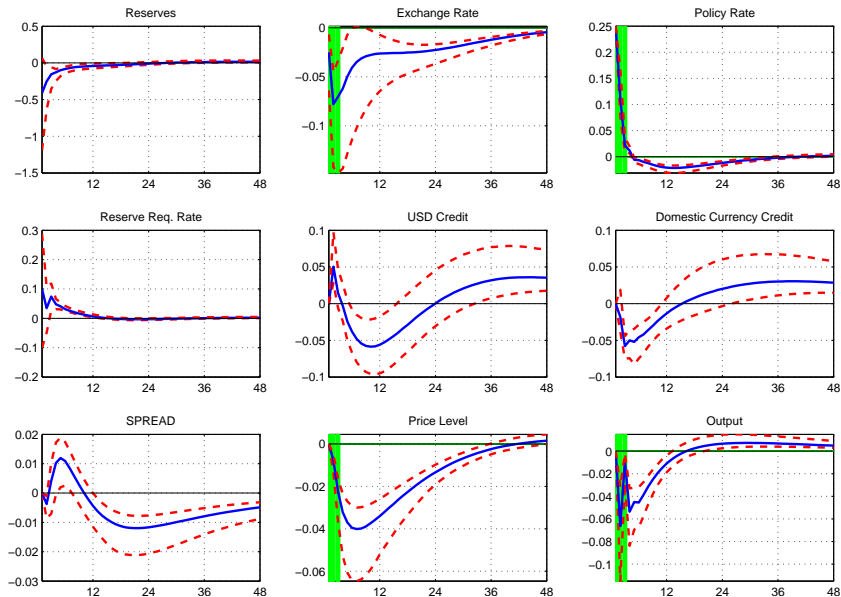 Reserves
0.5
0
−0.5
−1
−1.5
12 24 36 48
Exchange Rate
0
−0.05
−0.1
12 24 36 48
Policy Rate
0.25
0.2
0.15
0.1
0.05
0
12 24 36 48
Reserve Req. Rate
0.3
0.2
0.1
0
−0.1
−0.2
12 24 36 48
USD Credit
0.1
0.05
0
−0.05
−0.1
12 24 36 48
Domestic Currency Credit
0.1
0.05
0
−0.05
−0.1
12 24 36 48
SPREAD
0.02
0.01
0
−0.01
−0.02
−0.03
12 24 36 48
Price Level
0
−0.02
−0.04
−0.06
12 24 36 48
Output
0
−0.02
−0.04
−0.06
−0.08
−0.1
12 24 36 48